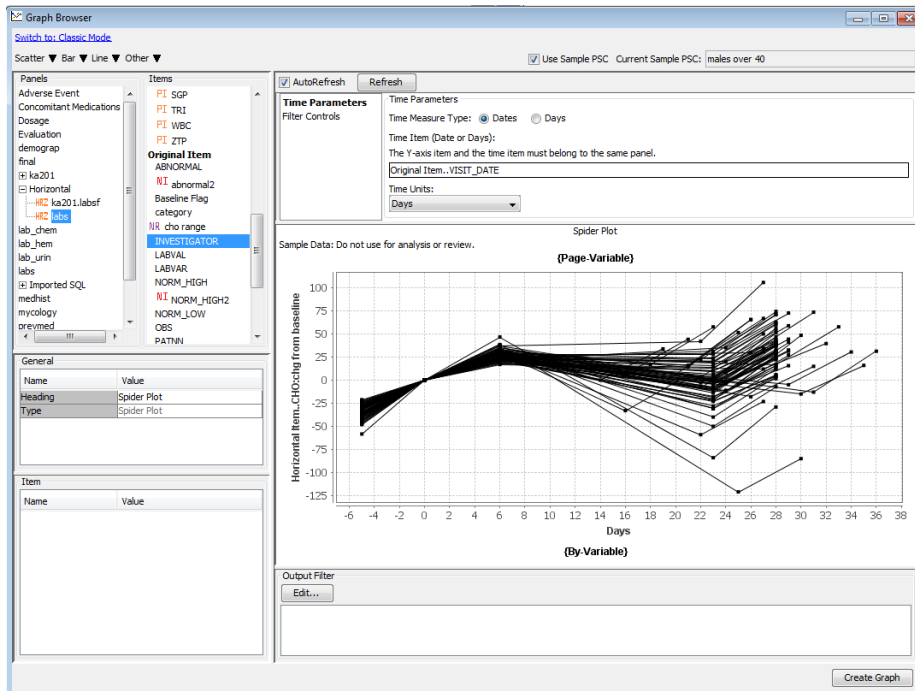 Graph Browser
Switch to: Classic Mode
Scatter ▼ Bar ▼ Line ▼ Other ▼
Use Sample PSC Current Sample PSC: males over 40
Panels
Adverse Event
Concomitant Medications
Dosage
Evaluation
demograp
final
ka201
Horizontal
HRZ ka201.labsf
HRZ labs
lab_chem
lab_hem
lab_urin
labs
Imported SQL
medhist
mycology
prevmed
Items
PI SGP
PI TRI
PI WBC
PI ZTP
Original Item
ABNORMAL
NI abnormal2
Baseline Flag
category
NR cho range
INVESTIGATOR
LABVAL
LABVAR
NORM_HIGH
NI NORM_HIGH2
NORM_LOW
OBS
PATNN
General
Name Value
Heading Spider Plot
Type Spider Plot
Item
Name Value
AutoRefresh Refresh
Time Parameters
Filter Controls
Time Parameters
Time Measure Type: Dates Days
Time Item (Date or Days):
The Y-axis item and the time item must belong to the same panel.
Original Item..VISIT_DATE
Time Units:
Days
Spider Plot
Sample Data: Do not use for analysis or review.
{Page-Variable}
Horizontal Item..CHO:chg from baseline
100
75
50
25
0
-25
-50
-75
-100
-125
-6 -4 -2 0 2 4 6 8 10 12 14 16 18 20 22 24 26 28 30 32 34 36 38
Days
{By-Variable}
Output Filter
Edit...
Create Graph